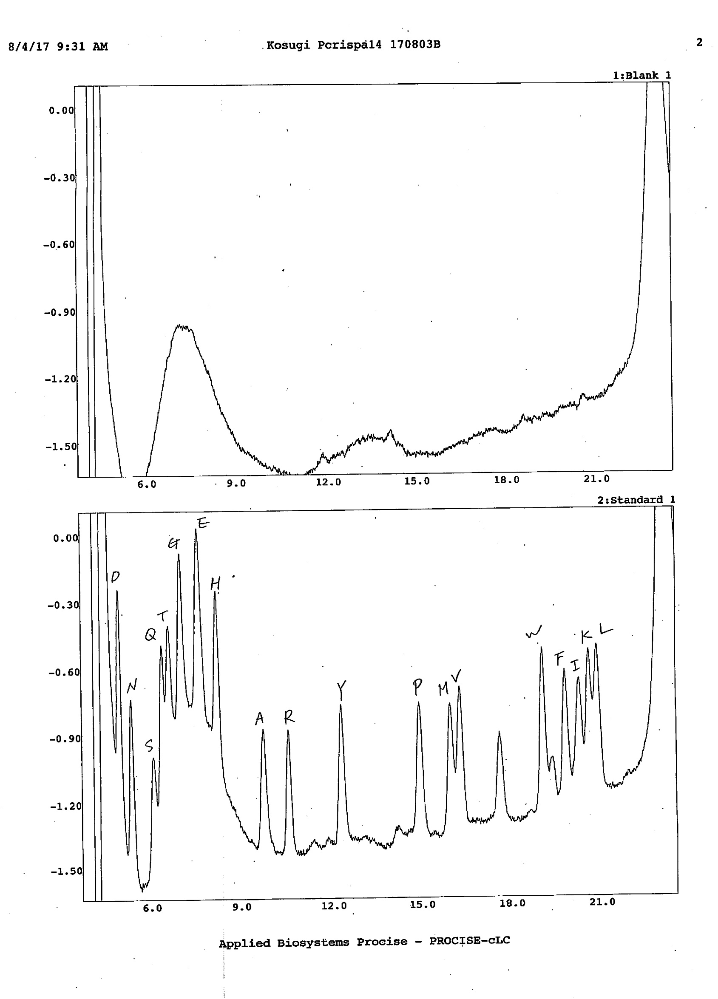 8/4/17 9:31 AM Kosugi Pcrispa14 170803B 2
1:Blank 1
0.00
-0.30
-0.60
-0.90
-1.20
-1.50
6.0 9.0 12.0 15.0 18.0 21.0
2:Standard 1
E
0.00
G
D
H
-0.30
T
Q
W K L
F I
-0.60
N Y P M V
A R
-0.90
S
-1.20
-1.50
6.0 9.0 12.0 15.0 18.0 21.0
Applied Biosystems Procise - PROCISE-cLC